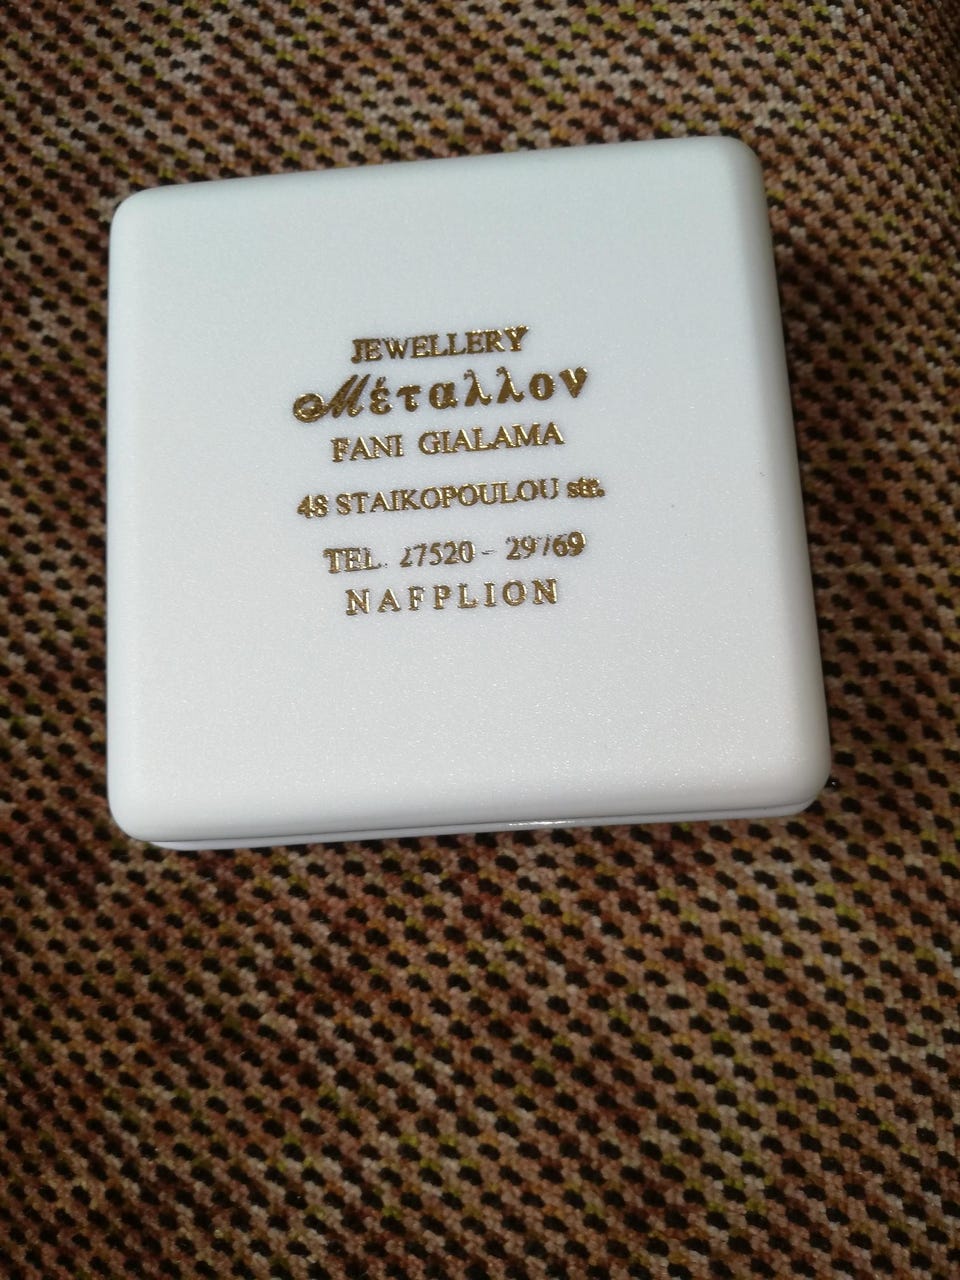 JEWELLERY
Μέταλλον
FANI GIALAMA
48 STAIKOPOULOU str.
TEL. 27520 - 29769
NAFPLION